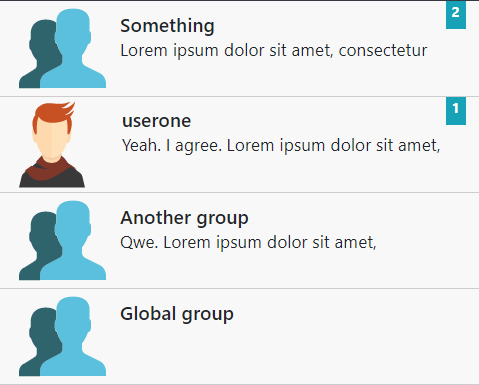 Something
2
Lorem ipsum dolor sit amet, consectetur
userone
1
Yeah. I agree. Lorem ipsum dolor sit amet,
Another group
Qwe. Lorem ipsum dolor sit amet,
Global group